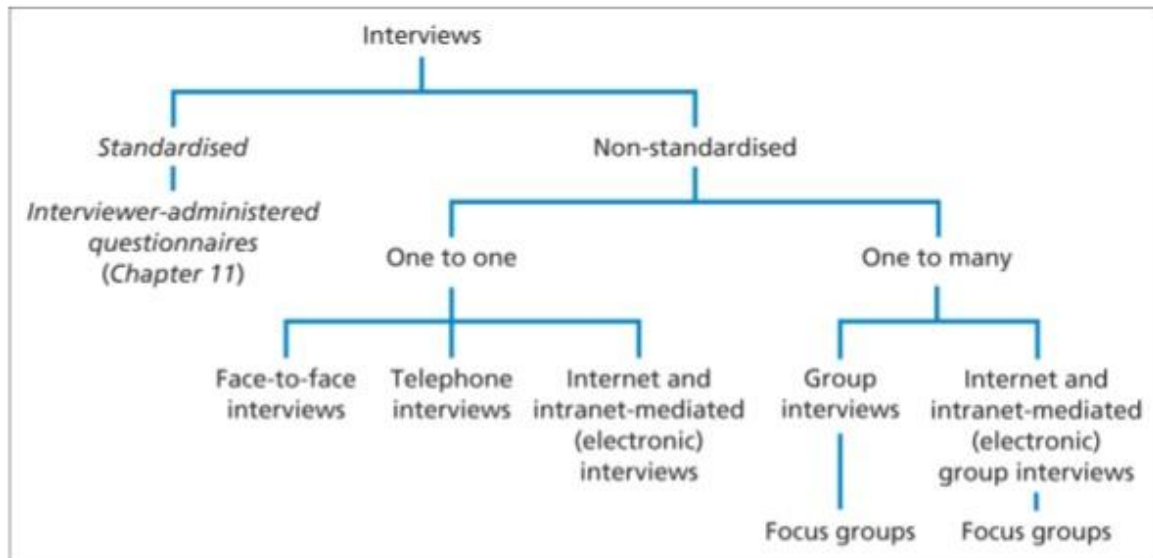 Interviews
Standardised
Non-standardised
Interviewer-administered
questionnaires
(Chapter 11)
One to one
One to many
Face-to-face
interviews
Telephone
interviews
Internet and
intranet-mediated
(electronic)
interviews
Group
interviews
Internet and
intranet-mediated
(electronic)
group interviews
Focus groups
Focus groups